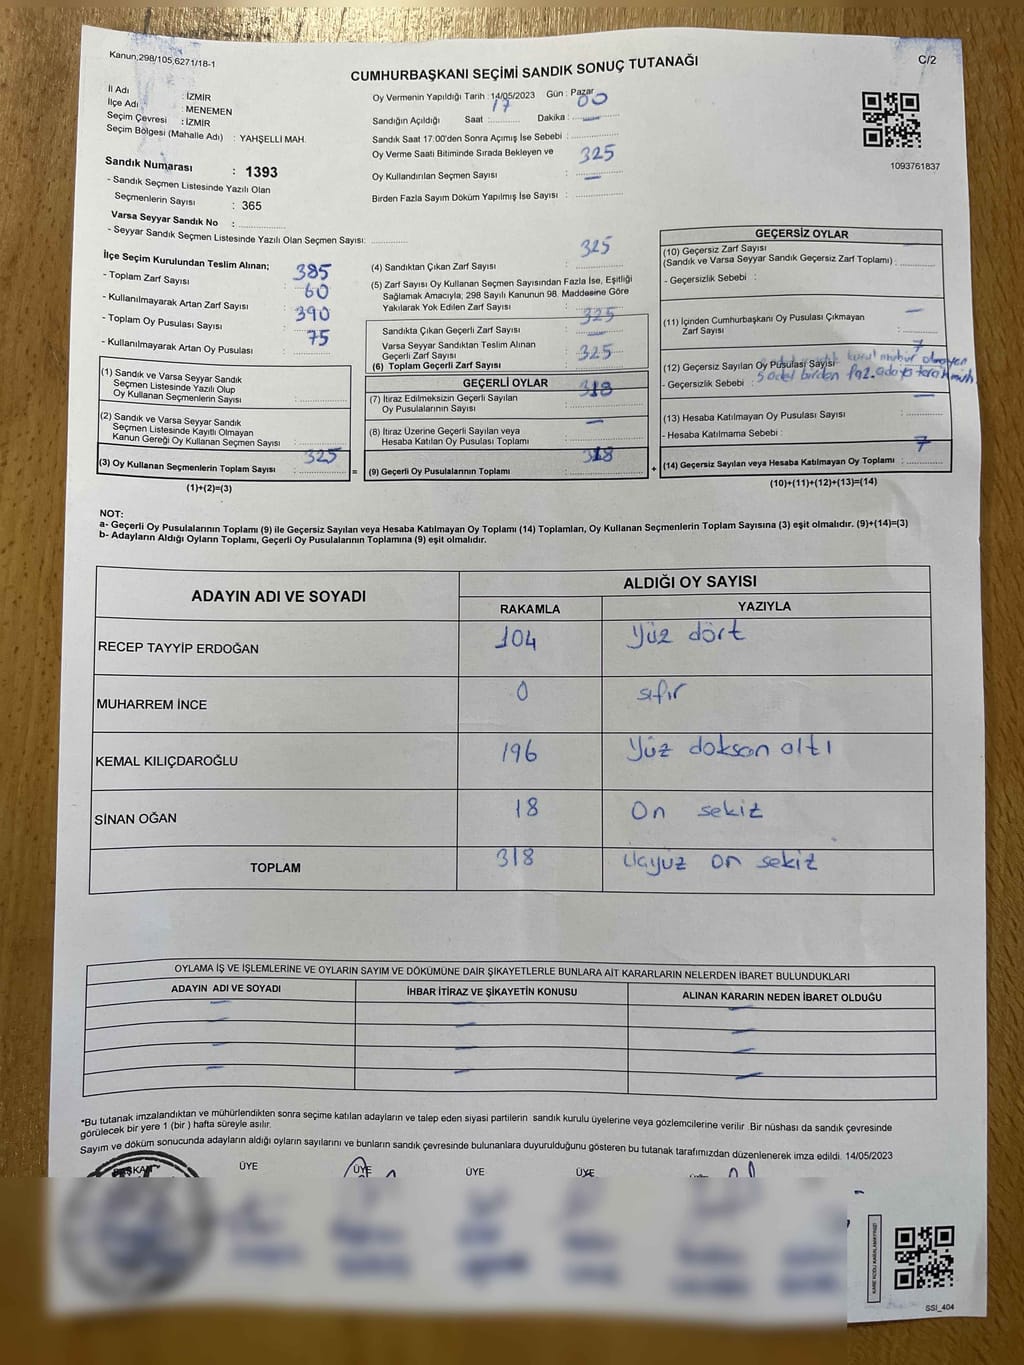 Kanun,298/105,6271/18-1
C/2
CUMHURBAŞKANI SEÇİMİ SANDIK SONUÇ TUTANAĞI
İl Adı : İZMİR
İlçe Adı : MENEMEN
Seçim Çevresi : İZMİR
Seçim Bölgesi (Mahalle Adı) : YAHŞELLİ MAH.
Sandık Numarası : 1393
- Sandık Seçmen Listesinde Yazılı Olan
Seçmenlerin Sayısı : 365
Varsa Seyyar Sandık No :
- Seyyar Sandık Seçmen Listesinde Yazılı Olan Seçmen Sayısı:
Oy Vermenin Yapıldığı Tarih :14/05/2023 Gün : Pazar
Sandığın Açıldığı Saat 17 Dakika : 00
Sandık Saat 17:00'den Sonra Açımış İse Sebebi :
Oy Verme Saati Bitiminde Sırada Bekleyen ve
Oy Kullandırılan Seçmen Sayısı : 325
Birden Fazla Sayım Döküm Yapılmış İse Sayısı : —
1093761837
İlçe Seçim Kurulundan Teslim Alınan;
- Toplam Zarf Sayısı : 385
- Kullanılmayarak Artan Zarf Sayısı : 60
- Toplam Oy Pusulası Sayısı : 390
- Kullanılmayarak Artan Oy Pusulası : 75
(1) Sandık ve Varsa Seyyar Sandık
Seçmen Listesinde Yazılı Olup
Oy Kullanan Seçmenlerin Sayısı :
(2) Sandık ve Varsa Seyyar Sandık
Seçmen Listesinde Kayıtlı Olmayan
Kanun Gereği Oy Kullanan Seçmen Sayısı :
(3) Oy Kullanan Seçmenlerin Toplam Sayısı : 325
(1)+(2)=(3)
=
(4) Sandıktan Çıkan Zarf Sayısı : 325
(5) Zarf Sayısı Oy Kullanan Seçmen Sayısından Fazla İse, Eşitliği
Sağlamak Amacıyla; 298 Sayılı Kanunun 98. Maddesine Göre
Yakılarak Yok Edilen Zarf Sayısı :
Sandıkta Çıkan Geçerli Zarf Sayısı : 325
Varsa Seyyar Sandıktan Teslim Alınan
Geçerli Zarf Sayısı : —
(6) Toplam Geçerli Zarf Sayısı : 325
GEÇERLİ OYLAR
(7) İtiraz Edilmeksizin Geçerli Sayılan
Oy Pusulalarının Sayısı : 318
(8) İtiraz Üzerine Geçerli Sayılan veya
Hesaba Katılan Oy Pusulası Toplamı : —
(9) Geçerli Oy Pusulalarının Toplamı : 318
+
GEÇERSİZ OYLAR
(10) Geçersiz Zarf Sayısı
(Sandık ve Varsa Seyyar Sandık Geçersiz Zarf Toplamı) : —
- Geçersizlik Sebebi :
(11) İçinden Cumhurbaşkanı Oy Pusulası Çıkmayan
Zarf Sayısı : —
(12) Geçersiz Sayılan Oy Pusulası Sayısı : 7
kurul mühür olmayan
- Geçersizlik Sebebi : 5 adet birden faz. adaya tercih
(13) Hesaba Katılmayan Oy Pusulası Sayısı : —
- Hesaba Katılmama Sebebi :
(14) Geçersiz Sayılan veya Hesaba Katılmayan Oy Toplamı : 7
(10)+(11)+(12)+(13)=(14)
NOT:
a- Geçerli Oy Pusulalarının Toplamı (9) ile Geçersiz Sayılan veya Hesaba Katılmayan Oy Toplamı (14) Toplamları, Oy Kullanan Seçmenlerin Toplam Sayısına (3) eşit olmalıdır. (9)+(14)=(3)
b- Adayların Aldığı Oyların Toplamı, Geçerli Oy Pusulalarının Toplamına (9) eşit olmalıdır.
ADAYIN ADI VE SOYADI ALDIĞI OY SAYISI
RAKAMLA YAZIYLA
RECEP TAYYİP ERDOĞAN 104 Yüz dört
MUHARREM İNCE 0 sıfır
KEMAL KILIÇDAROĞLU 196 Yüz doksan altı
SİNAN OĞAN 18 On sekiz
TOPLAM 318 Üçyüz on sekiz
OYLAMA İŞ VE İŞLEMLERİNE VE OYLARIN SAYIM VE DÖKÜMÜNE DAİR ŞİKAYETLERLE BUNLARA AİT KARARLARIN NELERDEN İBARET BULUNDUKLARI
ADAYIN ADI VE SOYADI İHBAR İTİRAZ VE ŞİKAYETİN KONUSU ALINAN KARARIN NEDEN İBARET OLDUĞU
— — —
— — —
— — —
— — —
*Bu tutanak imzalandıktan ve mühürlendikten sonra seçime katılan adayların ve talep eden siyasi partilerin sandık kurulu üyelerine veya gözlemcilerine verilir .Bir nüshası da sandık çevresinde
görülecek bir yere 1 (bir ) hafta süreyle asılır.
Sayım ve döküm sonucunda adayların aldığı oyların sayılarını ve bunların sandık çevresinde bulunanlara duyurulduğunu gösteren bu tutanak tarafımızdan düzenlenerek imza edildi. 14/05/2023
BAŞKAN ÜYE ÜYE ÜYE ÜYE
KARE KODU KARALAMAYINIZ!
SSI_404